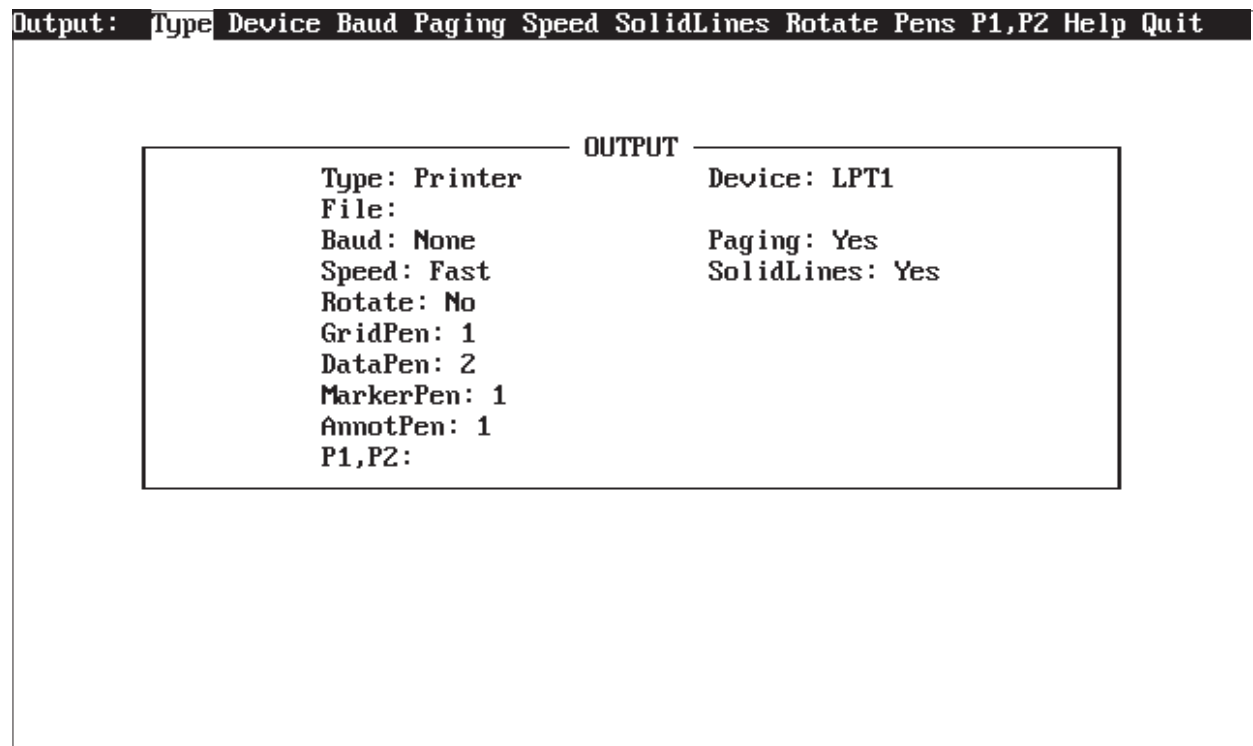 Output: Type Device Baud Paging Speed SolidLines Rotate Pens P1,P2 Help Quit
OUTPUT
Type: Printer Device: LPT1
File:
Baud: None Paging: Yes
Speed: Fast SolidLines: Yes
Rotate: No
GridPen: 1
DataPen: 2
MarkerPen: 1
AnnotPen: 1
P1,P2: